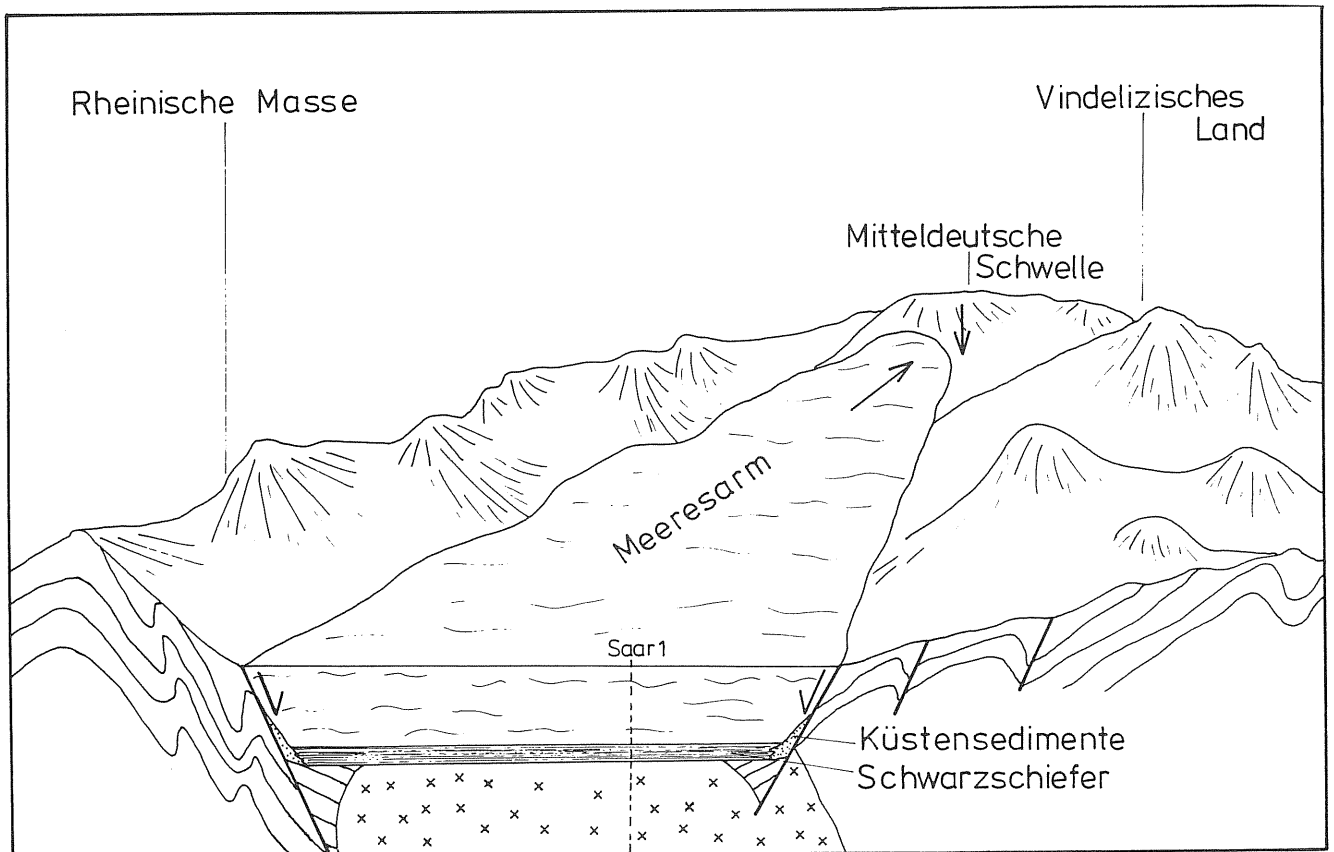 Rheinische Masse
Vindelizisches
Land
Mitteldeutsche
Schwelle
Meeresarm
Saar1
Küstensedimente
Schwarzschiefer